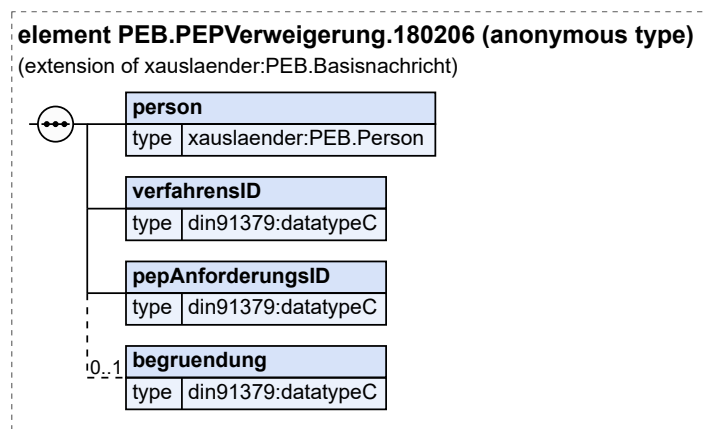 element PEB.PEPVerweigerung.180206 (anonymous type)
(extension of xauslaender:PEB.Basisnachricht)
person
type xauslaender:PEB.Person
verfahrensID
type din91379:datatypeC
pepAnforderungsID
type din91379:datatypeC
0..1 begruendung
type din91379:datatypeC